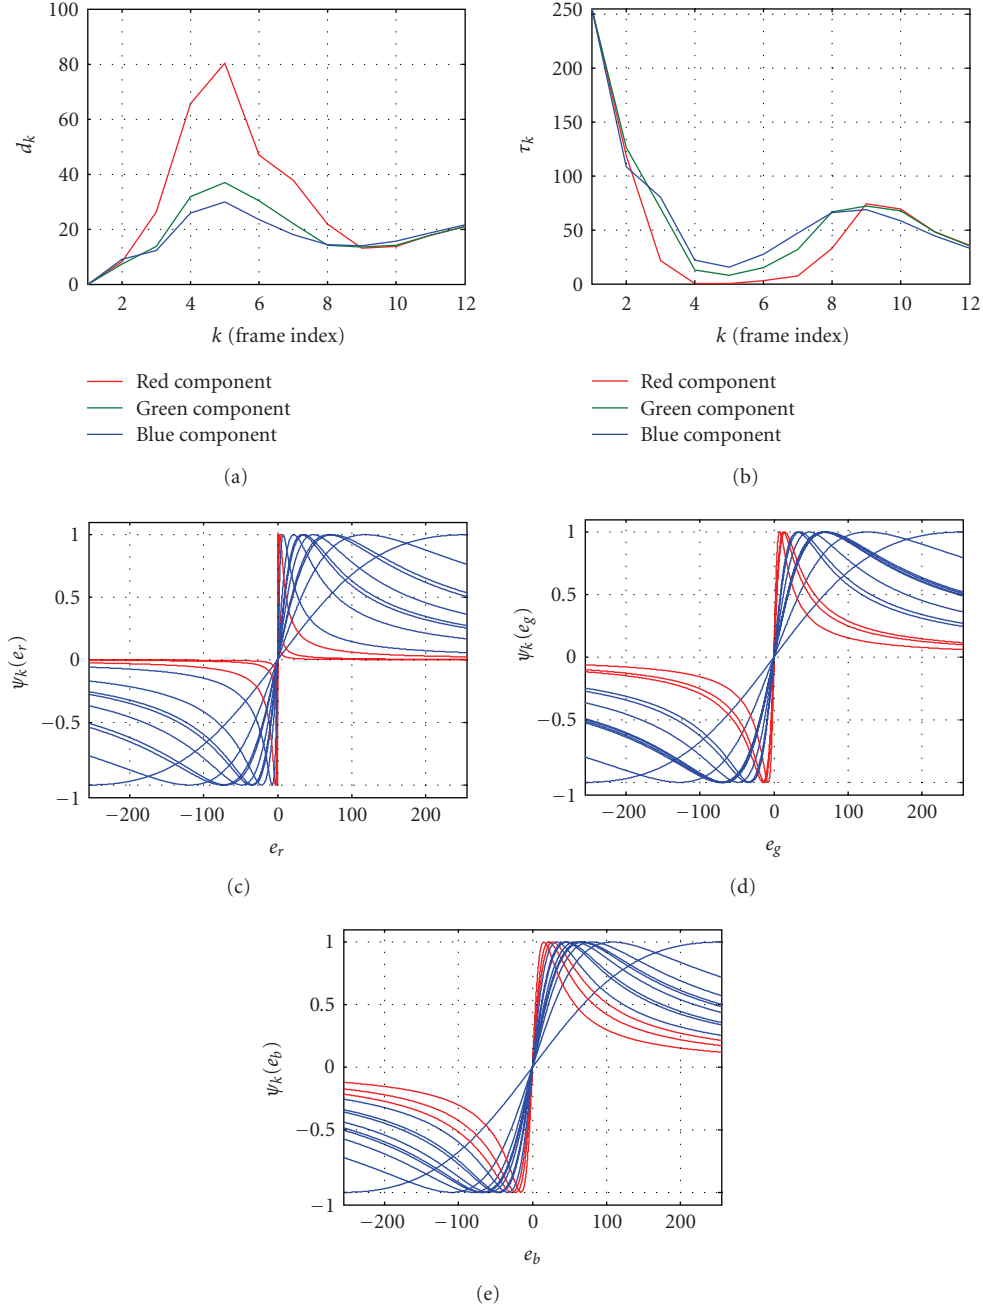 100
80
60
40
20
0
2 4 6 8 10 12
d_k
k (frame index)
Red component
Green component
Blue component
(a)
250
200
150
100
50
0
2 4 6 8 10 12
τ_k
k (frame index)
Red component
Green component
Blue component
(b)
1
0.5
0
−0.5
−1
−200 −100 0 100 200
ψ_k(e_r)
e_r
(c)
1
0.5
0
−0.5
−1
−200 −100 0 100 200
ψ_k(e_g)
e_g
(d)
1
0.5
0
−0.5
−1
−200 −100 0 100 200
ψ_k(e_b)
e_b
(e)